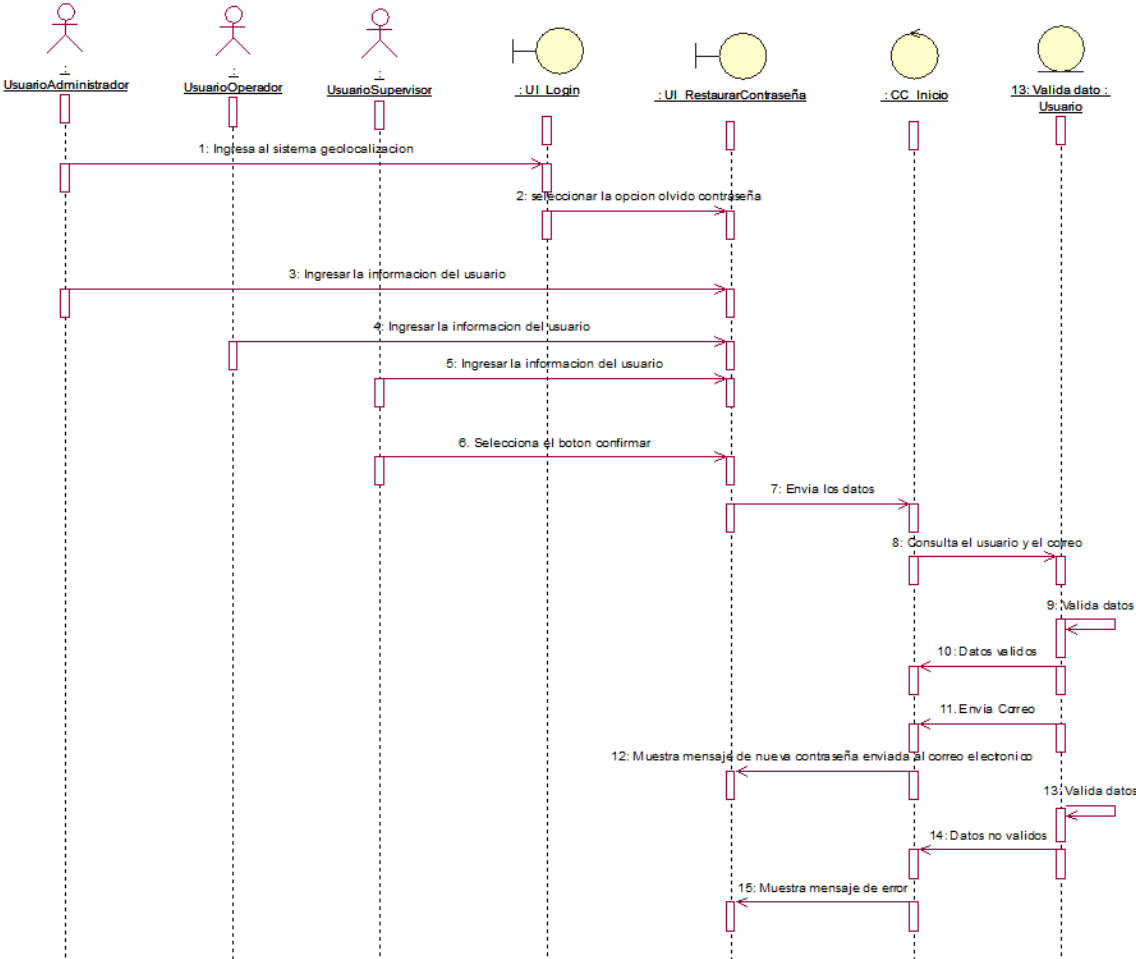 :
UsuarioAdministrador
:
UsuarioOperador
:
UsuarioSupervisor
: UI_Login
: UI_RestaurarContraseña
: CC_Inicio
13: Valida dato :
Usuario
1: Ingresa al sistema geolocalizacion
2: seleccionar la opcion olvido contraseña
3: Ingresar la informacion del usuario
4: Ingresar la informacion del usuario
5: Ingresar la informacion del usuario
6. Selecciona el boton confirmar
7: Envia los datos
8: Consulta el usuario y el correo
9: Valida datos
10: Datos validos
11. Envia Correo
12: Muestra mensaje de nueva contraseña enviada al correo electronico
13: Valida datos
14: Datos no validos
15: Muestra mensaje de error